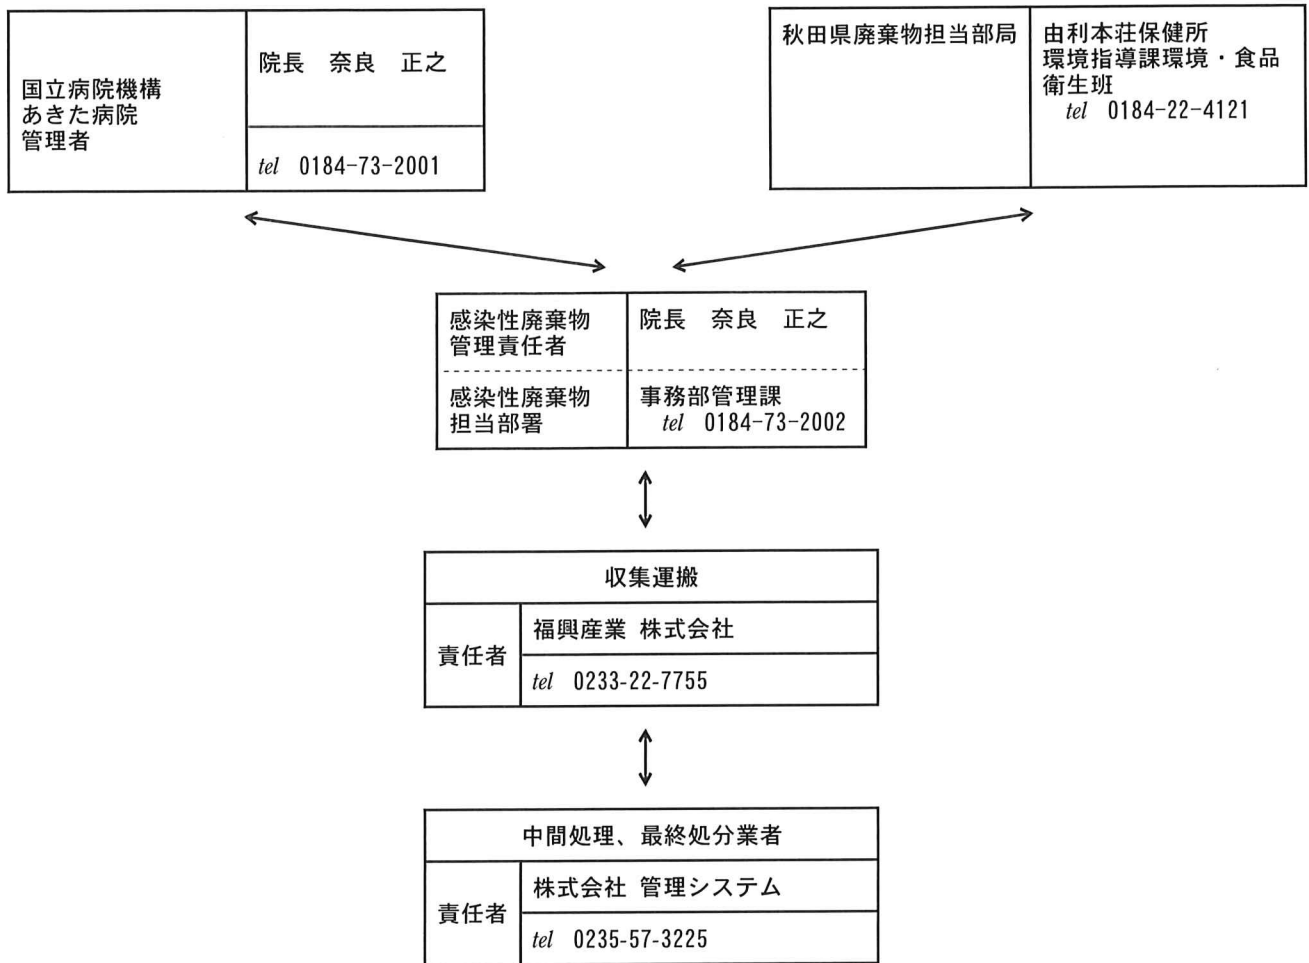 国立病院機構
あきた病院
管理者
院長 奈良 正之
tel 0184-73-2001
秋田県廃棄物担当部局
由利本荘保健所
環境指導課環境・食品
衛生班
tel 0184-22-4121
感染性廃棄物
管理責任者
院長 奈良 正之
感染性廃棄物
担当部署
事務部管理課
tel 0184-73-2002
収集運搬
責任者
福興産業 株式会社
tel 0233-22-7755
中間処理、最終処分業者
責任者
株式会社 管理システム
tel 0235-57-3225